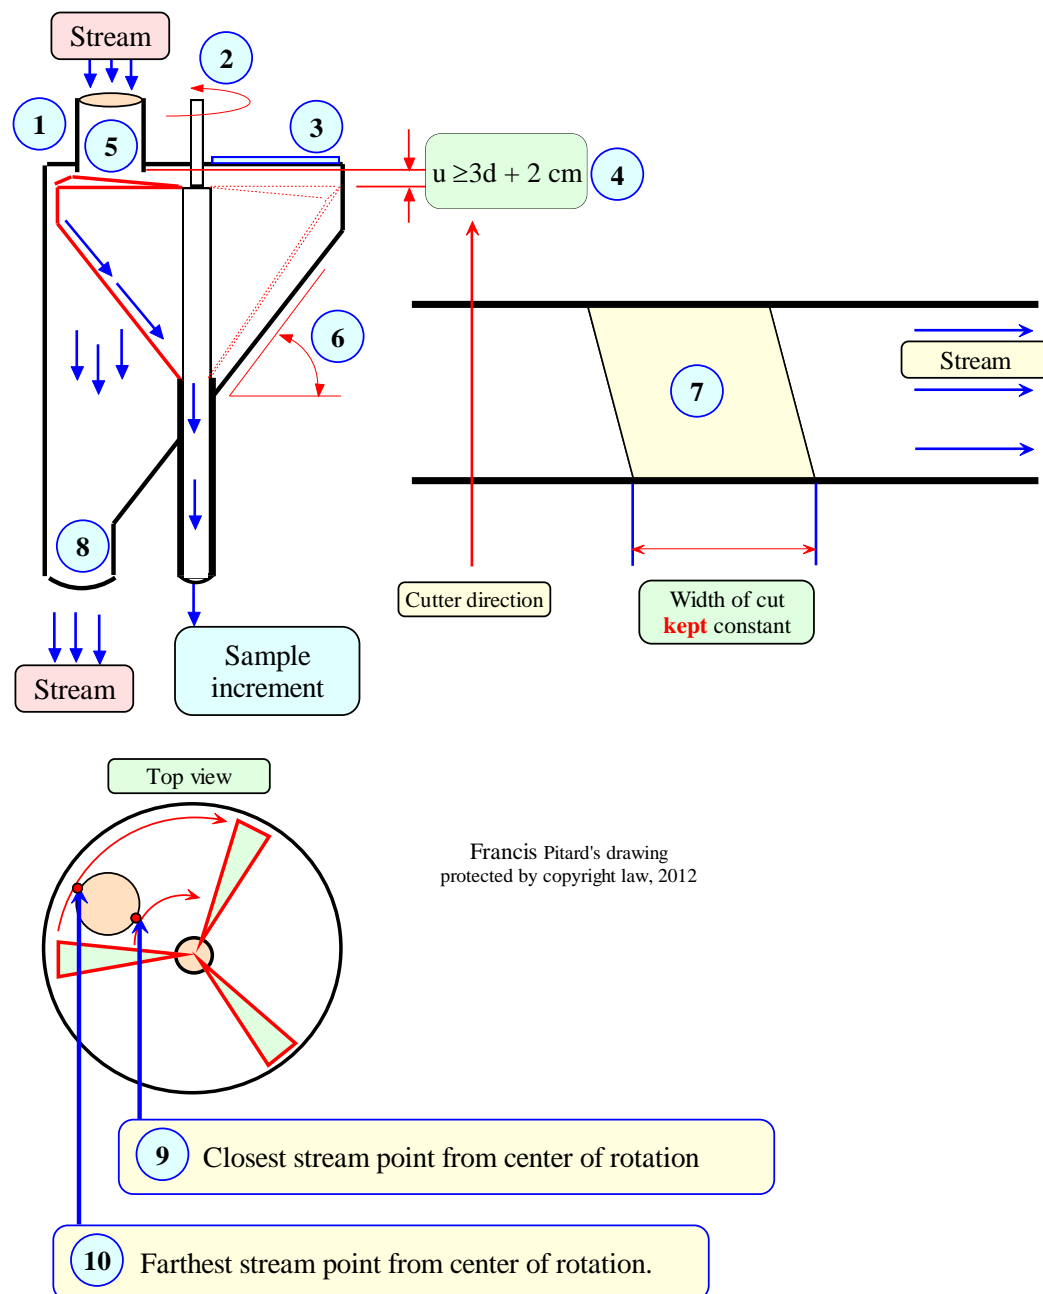 Stream
2
1
3
5
u ≥3d + 2 cm
4
6
7
Stream
8
Cutter direction
Width of cut
kept constant
Stream
Sample
increment
Top view
Francis Pitard's drawing
protected by copyright law, 2012
9 Closest stream point from center of rotation
10 Farthest stream point from center of rotation.